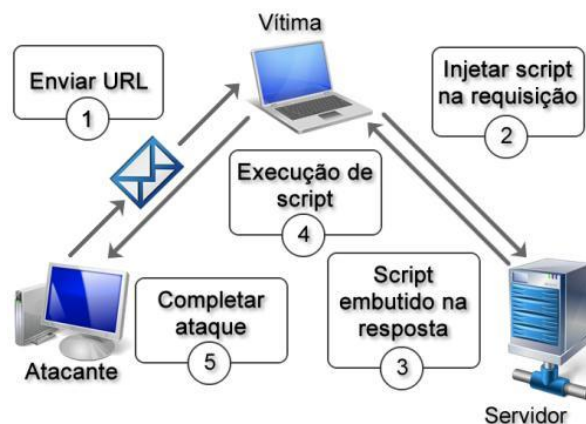 Vítima
Enviar URL
1
Injetar script
na requisição
2
Execução de
script
4
Completar
ataque
5
Script
embutido na
resposta
3
Atacante
Servidor